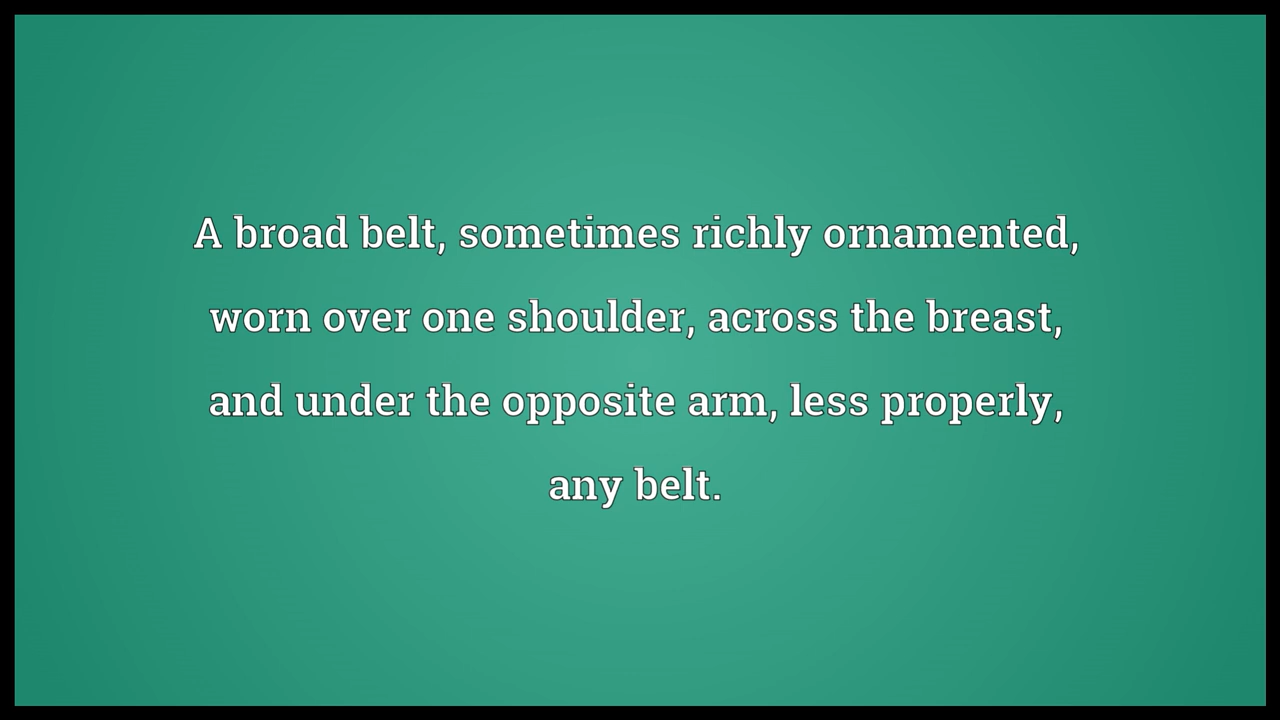 A broad belt, sometimes richly ornamented,
worn over one shoulder, across the breast,
and under the opposite arm, less properly,
any belt.